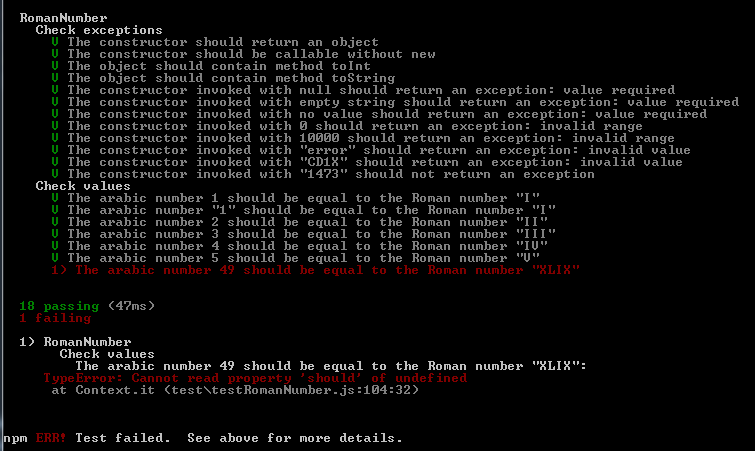 RomanNumber
Check exceptions
V The constructor should return an object
V The constructor should be callable without new
V The object should contain method toInt
V The object should contain method toString
V The constructor invoked with null should return an exception: value required
V The constructor invoked with empty string should return an exception: value required
V The constructor invoked with no value should return an exception: value required
V The constructor invoked with 0 should return an exception: invalid range
V The constructor invoked with 10000 should return an exception: invalid range
V The constructor invoked with "error" should return an exception: invalid value
V The constructor invoked with "CD1X" should return an exception: invalid value
V The constructor invoked with "1473" should not return an exception
Check values
V The arabic number 1 should be equal to the Roman number "I"
V The arabic number "1" should be equal to the Roman number "I"
V The arabic number 2 should be equal to the Roman number "II"
V The arabic number 3 should be equal to the Roman number "III"
V The arabic number 4 should be equal to the Roman number "IV"
V The arabic number 5 should be equal to the Roman number "V"
1) The arabic number 49 should be equal to the Roman number "XLIX"
18 passing (47ms)
1 failing
1) RomanNumber
Check values
The arabic number 49 should be equal to the Roman number "XLIX":
TypeError: Cannot read property 'should' of undefined
at Context.it (test\testRomanNumber.js:104:32)
npm ERR! Test failed.  See above for more details.